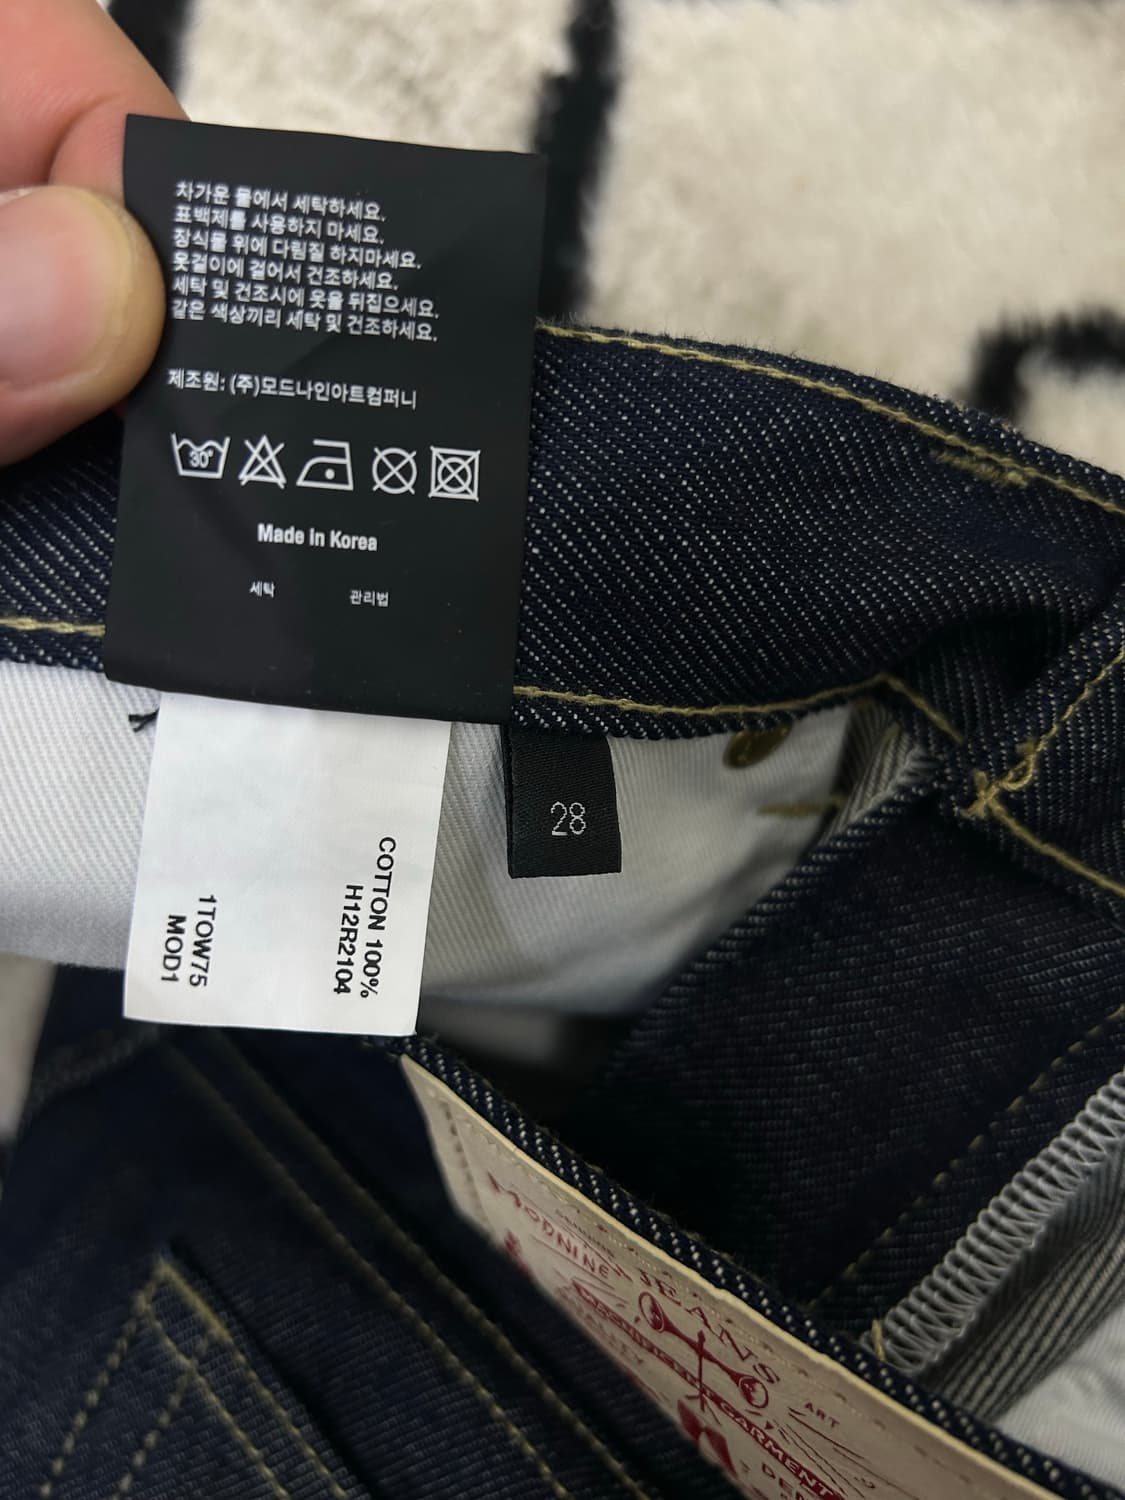 차가운 물에서 세탁하세요.
표백제를 사용하지 마세요.
장식물 위에 다림질 하지마세요.
옷걸이에 걸어서 건조하세요.
세탁 및 건조시에 옷을 뒤집으세요.
같은 색상끼리 세탁 및 건조하세요.
제조원: (주)모드나인아트컴퍼니
30°
Made in Korea
세탁 관리법
28
COTTON 100%
H12R2104
1TOW75
MOD1
MODNINE JEANS
MAGNIFICENT GARMENT
ART